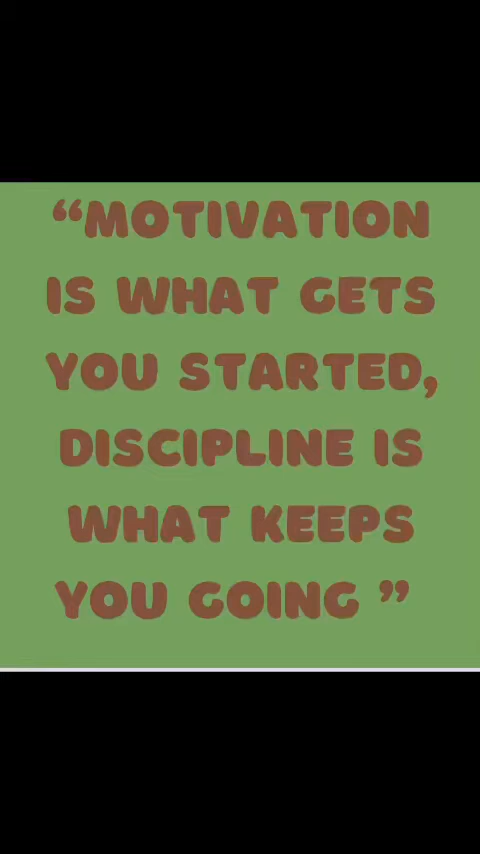 “MOTIVATION
IS WHAT GETS
YOU STARTED,
DISCIPLINE IS
WHAT KEEPS
YOU GOING ”